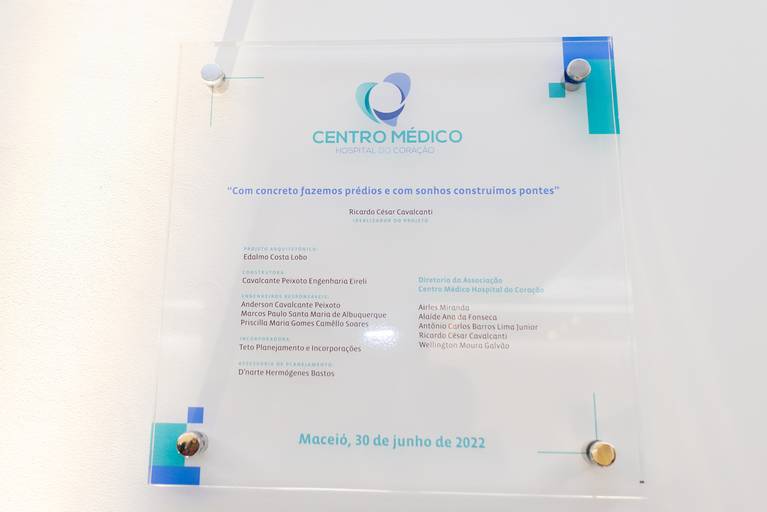 CENTRO MÉDICO
HOSPITAL DO CORAÇÃO
“Com concreto fazemos prédios e com sonhos construimos pontes”
Ricardo César Cavalcanti
IDEALIZADOR DO PROJETO
PROJETO ARQUITETÔNICO:
Edalmo Costa Lobo
CONSTRUTORA:
Cavalcante Peixoto Engenharia Eireli
ENGENHEIROS RESPONSÁVEIS:
Anderson Cavalcante Peixoto
Marcos Paulo Santa Maria de Albuquerque
Priscilla Maria Gomes Camêllo Soares
INCORPORADORA:
Teto Planejamento e Incorporações
ASSESSORIA DE PLANEJAMENTO:
D'narte Hermógenes Bastos
Diretoria da Associação
Centro Médico Hospital do Coração
Airles Miranda
Alaíde Ana da Fonseca
Antônio Carlos Barros Lima Junior
Ricardo César Cavalcanti
Wellington Moura Galvão
Maceió, 30 de junho de 2022